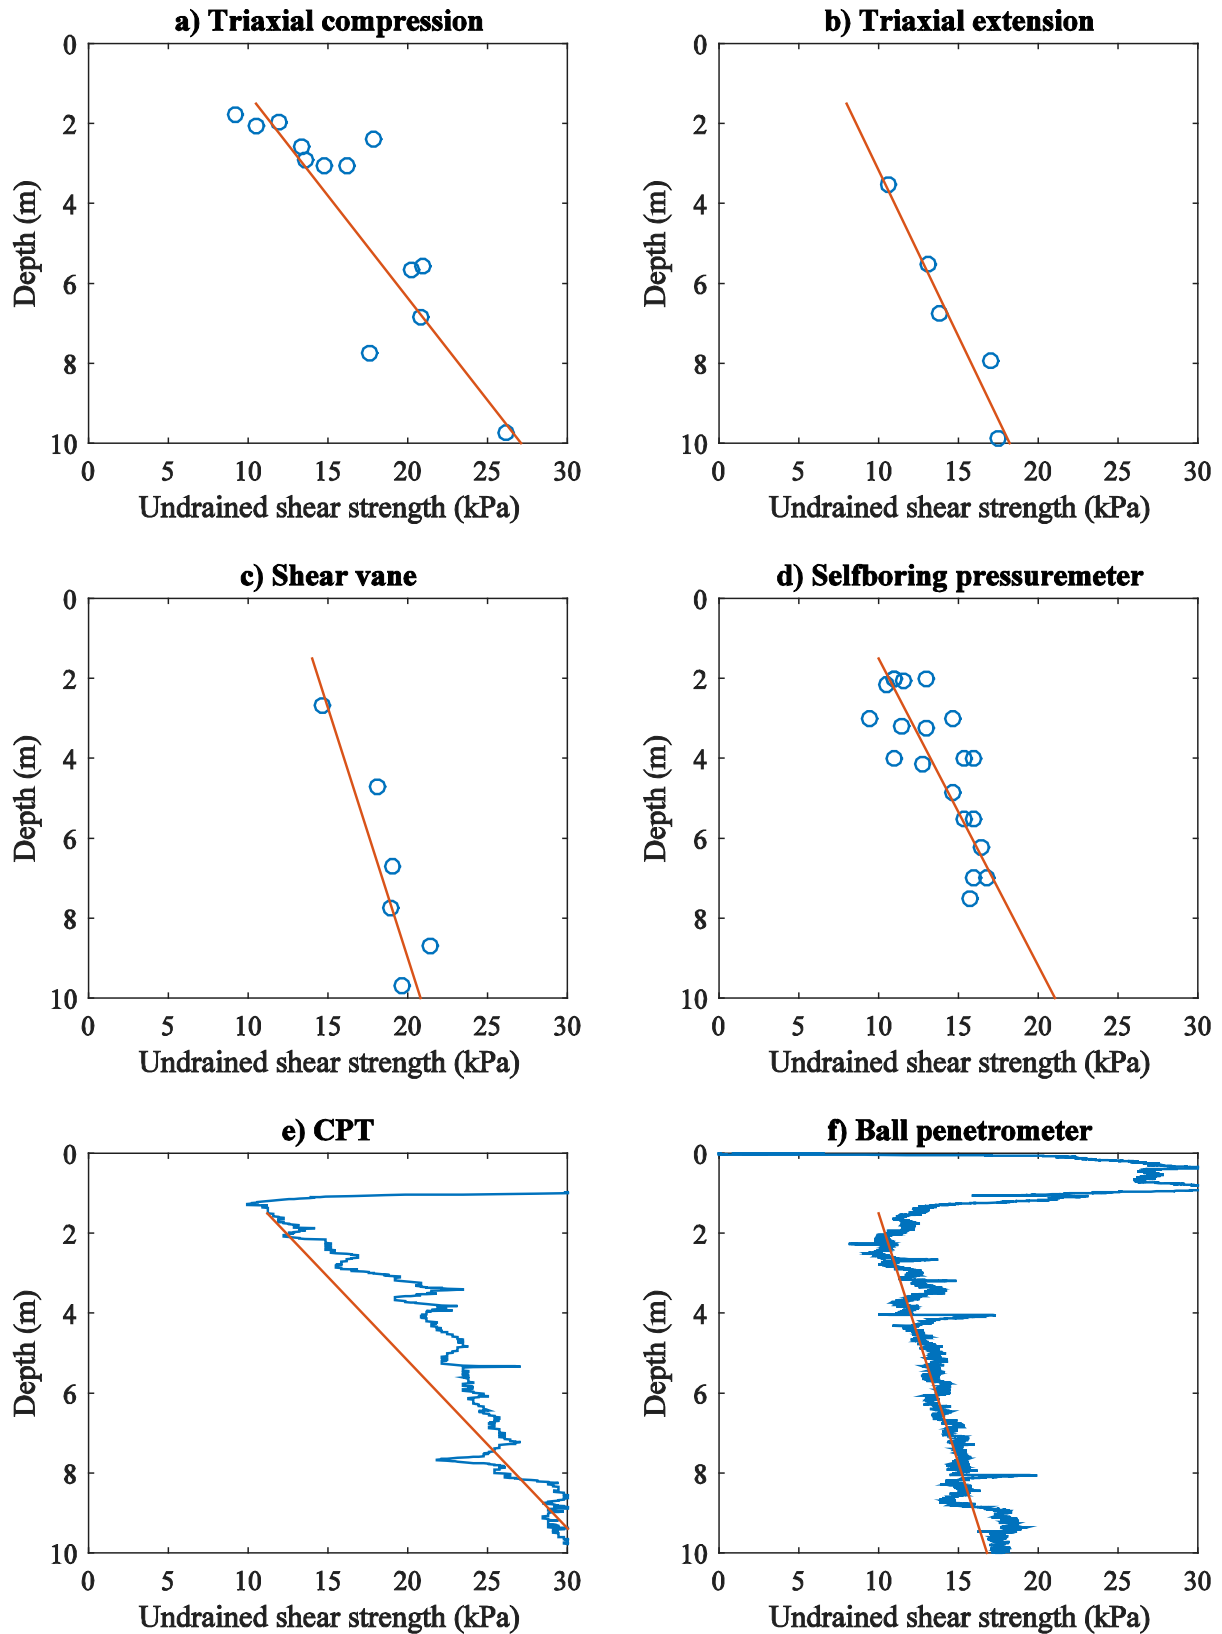 a) Triaxial compression
0
2
4
6
8
10
Depth (m)
0 5 10 15 20 25 30
Undrained shear strength (kPa)
b) Triaxial extension
0
2
4
6
8
10
Depth (m)
0 5 10 15 20 25 30
Undrained shear strength (kPa)
c) Shear vane
0
2
4
6
8
10
Depth (m)
0 5 10 15 20 25 30
Undrained shear strength (kPa)
d) Selfboring pressuremeter
0
2
4
6
8
10
Depth (m)
0 5 10 15 20 25 30
Undrained shear strength (kPa)
e) CPT
0
2
4
6
8
10
Depth (m)
0 5 10 15 20 25 30
Undrained shear strength (kPa)
f) Ball penetrometer
0
2
4
6
8
10
Depth (m)
0 5 10 15 20 25 30
Undrained shear strength (kPa)